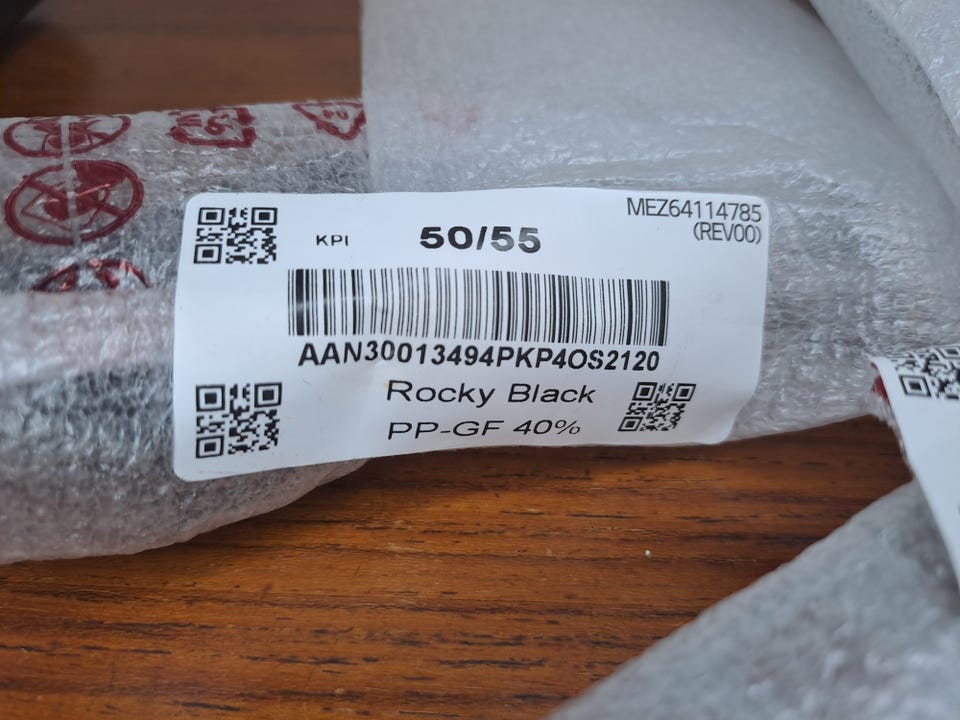 MEZ64114785
(REV00)
KPI 50/55
AAN30013494PKP4OS2120
Rocky Black
PP-GF 40%